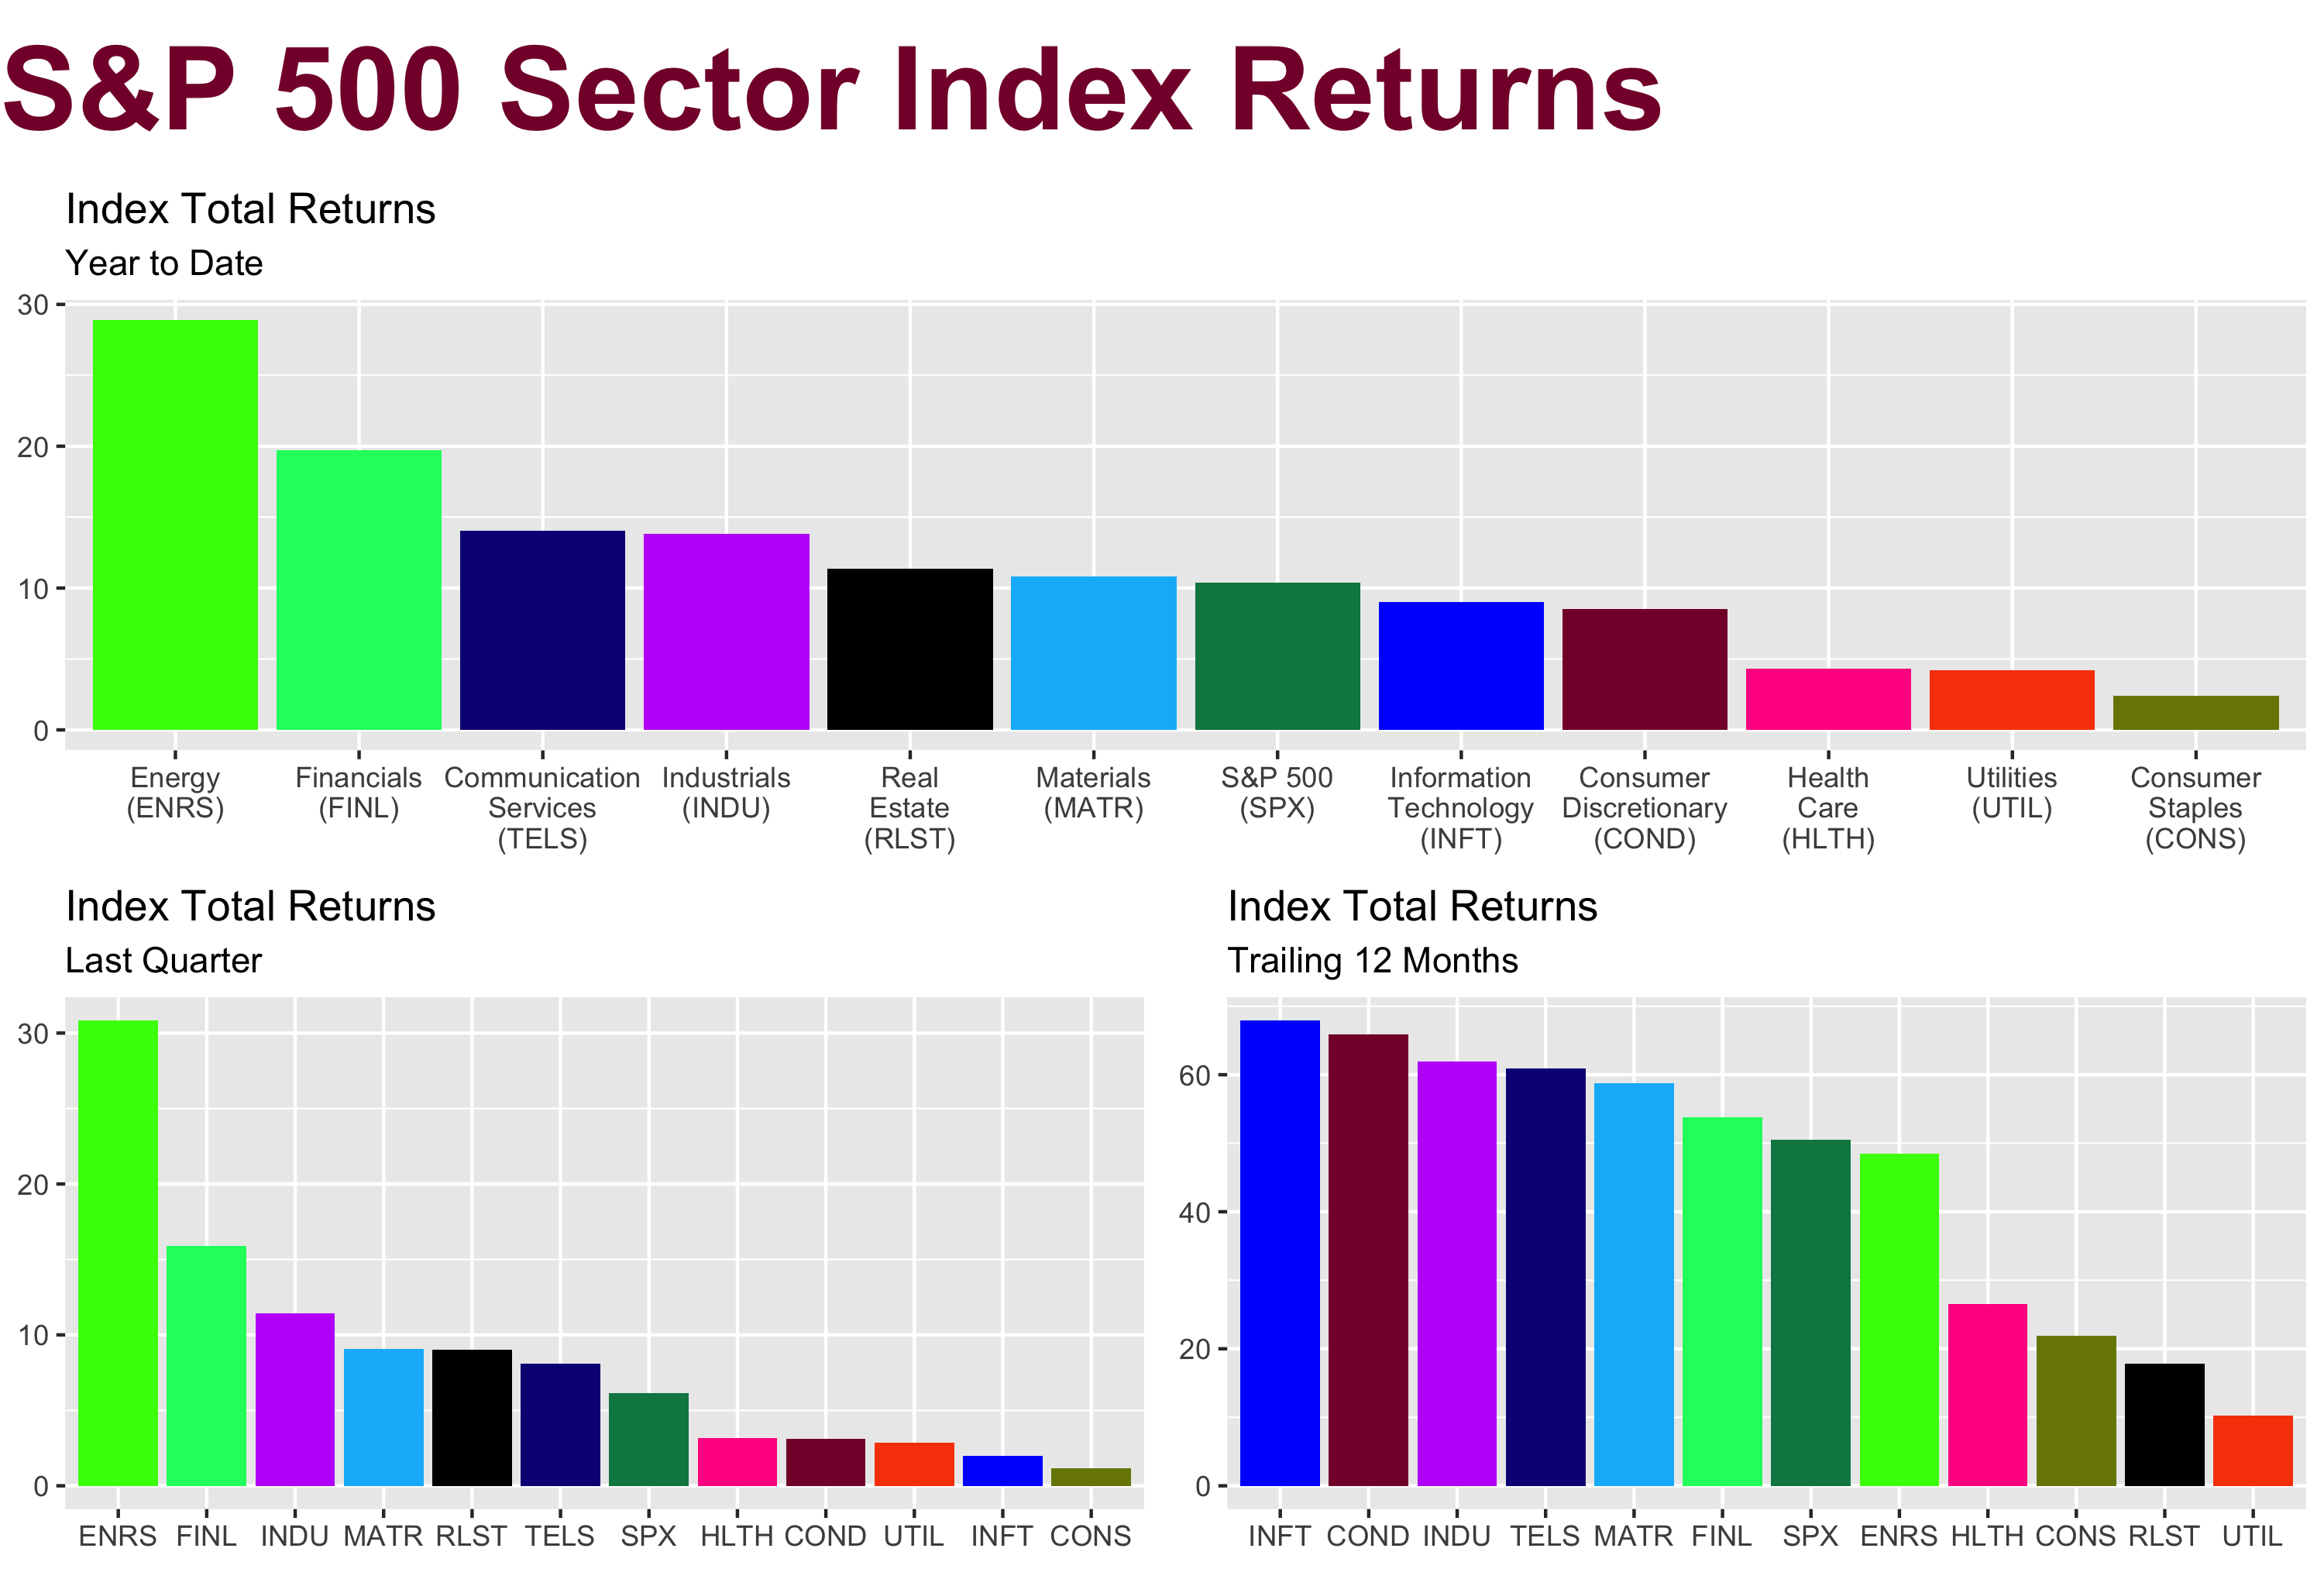 S&P 500 Sector Index Returns
Index Total Returns
Year to Date
30
20
10
0
Energy
(ENRS)
Financials
(FINL)
Communication
Services
(TELS)
Industrials
(INDU)
Real
Estate
(RLST)
Materials
(MATR)
S&P 500
(SPX)
Information
Technology
(INFT)
Consumer
Discretionary
(COND)
Health
Care
(HLTH)
Utilities
(UTIL)
Consumer
Staples
(CONS)
Index Total Returns
Last Quarter
30
20
10
0
ENRS FINL INDU MATR RLST TELS SPX HLTH COND UTIL INFT CONS
Index Total Returns
Trailing 12 Months
60
40
20
0
INFT COND INDU TELS MATR FINL SPX ENRS HLTH CONS RLST UTIL